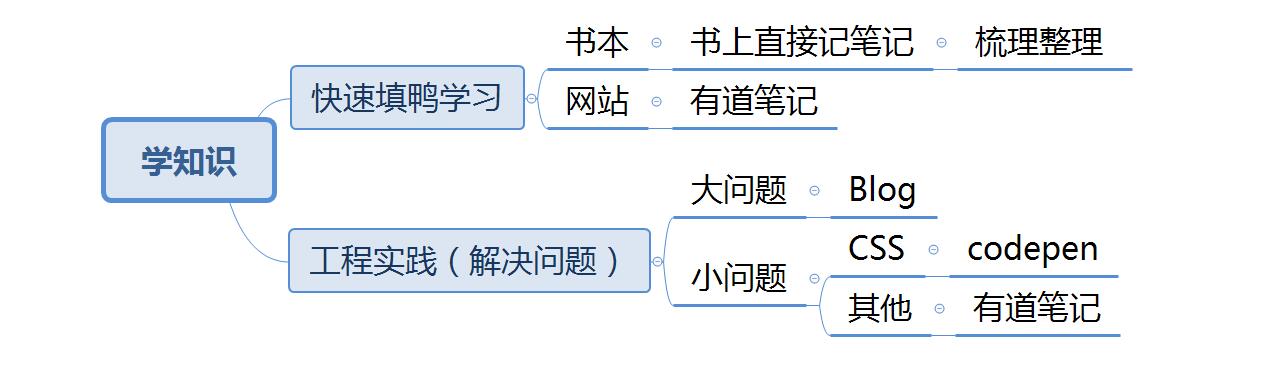 学知识
快速填鸭学习
书本
书上直接记笔记
梳理整理
网站
有道笔记
工程实践（解决问题）
大问题
Blog
小问题
CSS
codepen
其他
有道笔记